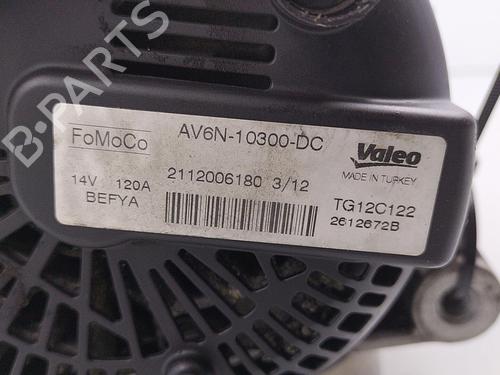 B-PARTS
FoMoCo AV6N-10300-DC Valeo
MADE IN TURKEY
14V 120A 2112006180 3/12 TG12C122
BEFYA 2612672B